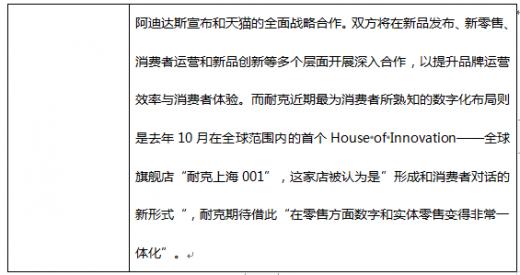 阿迪达斯宣布和天猫的全面战略合作。双方将在新品发布、新零售、
消费者运营和新品创新等多个层面开展深入合作，以提升品牌运营
效率与消费者体验。而耐克近期最为消费者所熟知的数字化布局则
是去年 10 月在全球范围内的首个 House of Innovation——全球
旗舰店“耐克上海 001”，这家店被认为是”形成和消费者对话的
新形式“，耐克期待借此“在零售方面数字和实体零售变得非常一
体化”。